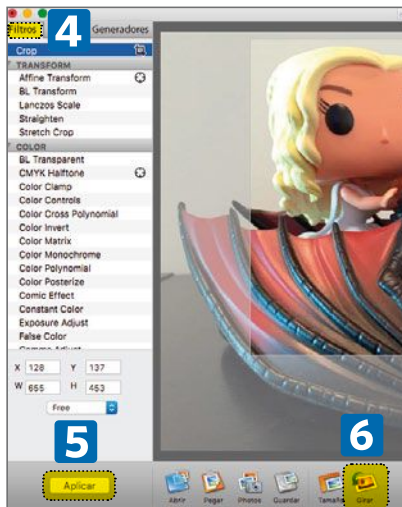 4
Filtros Generadores
Crop
TRANSFORM
Affine Transform
BL Transform
Lanczos Scale
Straighten
Stretch Crop
COLOR
BL Transparent
CMYK Halftone
Color Clamp
Color Controls
Color Cross Polynomial
Color Invert
Color Matrix
Color Monochrome
Color Polynomial
Color Posterize
Comic Effect
Constant Color
Exposure Adjust
False Color
Gamma Adjust
X 128 Y 137
W 655 H 453
Free
5
6
Aplicar
Abrir Pegar Photos Guardar Tamaño Girar